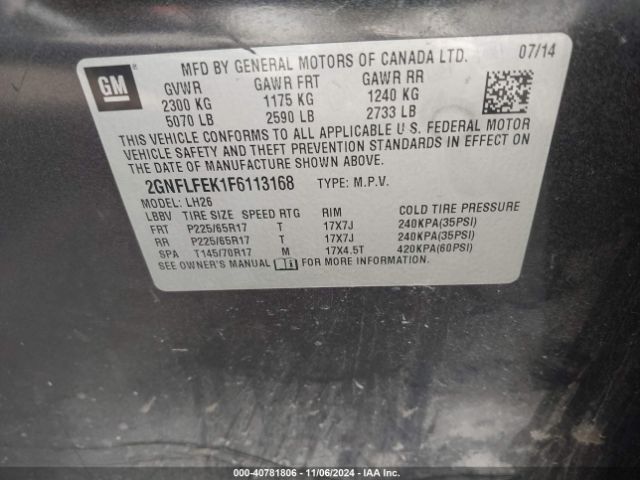 GM ®
MFD BY GENERAL MOTORS OF CANADA LTD. 07/14
GVWR GAWR FRT GAWR RR
2300 KG 1175 KG 1240 KG
5070 LB 2590 LB 2733 LB
THIS VEHICLE CONFORMS TO ALL APPLICABLE U.S. FEDERAL MOTOR
VEHICLE SAFETY AND THEFT PREVENTION STANDARDS IN EFFECT ON
THE DATE OF MANUFACTURE SHOWN ABOVE.
2GNFLFEK1F6113168 TYPE: M.P.V.
MODEL: LH26
LBBV TIRE SIZE SPEED RTG RIM COLD TIRE PRESSURE
FRT P225/65R17 T 17X7J 240KPA(35PSI)
RR P225/65R17 T 17X7J 240KPA(35PSI)
SPA T145/70R17 M 17X4.5T 420KPA(60PSI)
SEE OWNER'S MANUAL FOR MORE INFORMATION.
000-40781806 - 11/06/2024 - IAA Inc.